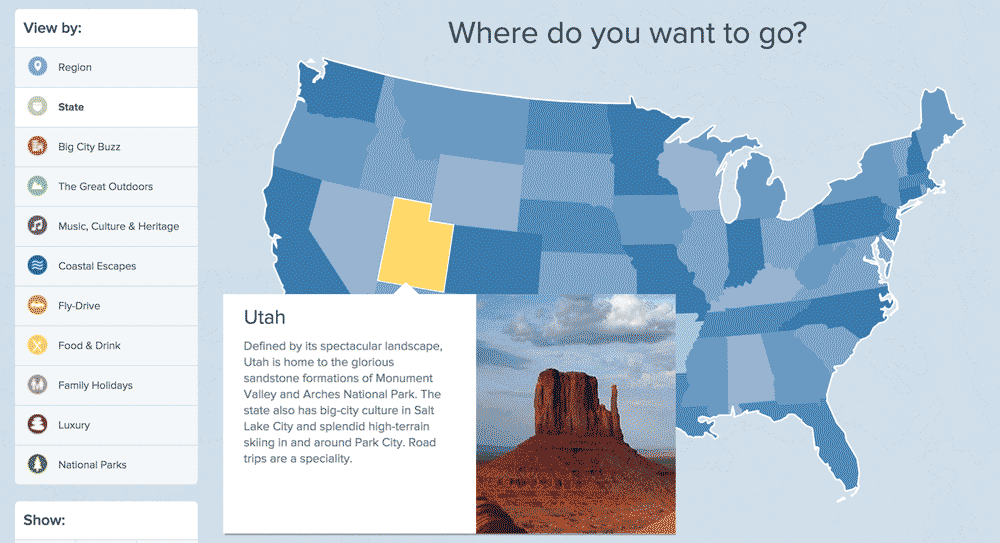 View by:
Region
State
Big City Buzz
The Great Outdoors
Music, Culture & Heritage
Coastal Escapes
Fly-Drive
Food & Drink
Family Holidays
Luxury
National Parks
Show:
Where do you want to go?
Utah
Defined by its spectacular landscape,
Utah is home to the glorious
sandstone formations of Monument
Valley and Arches National Park. The
state also has big-city culture in Salt
Lake City and splendid high-terrain
skiing in and around Park City. Road
trips are a speciality.